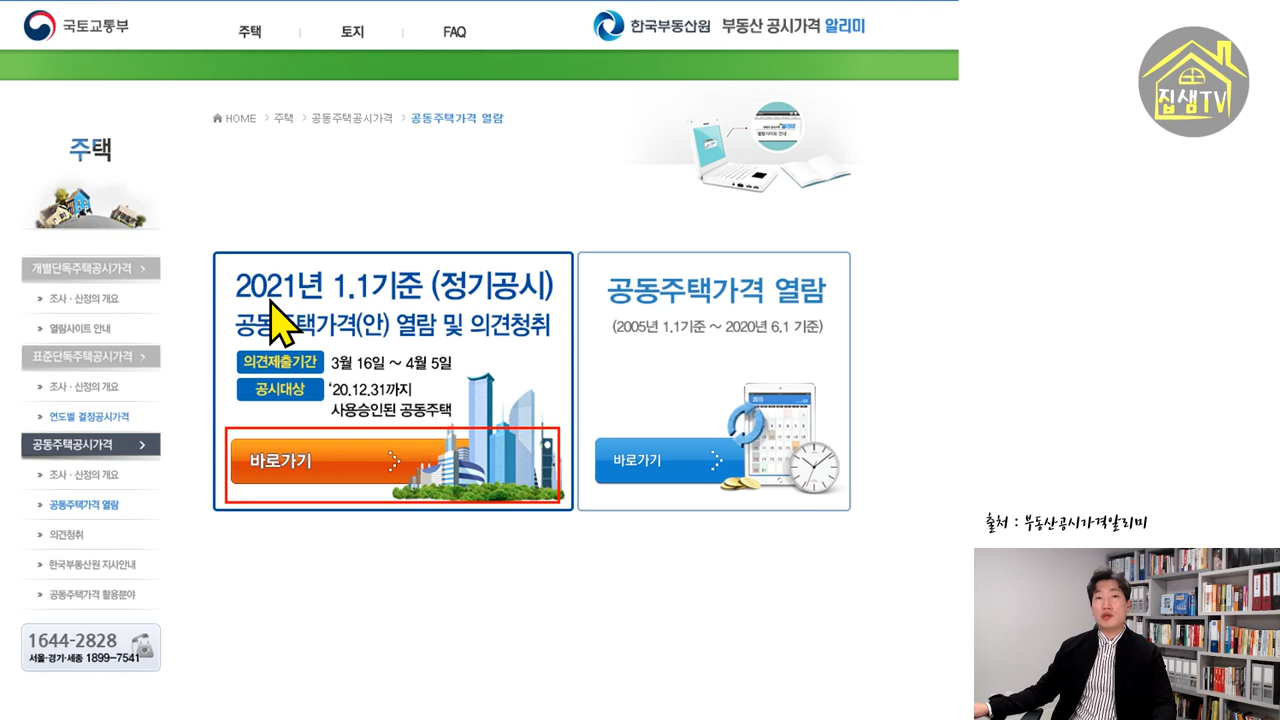 국토교통부
주택
토지
FAQ
한국부동산원 부동산 공시가격 알리미
집샘TV
HOME > 주택 > 공동주택공시가격 > 공동주택가격 열람
주택
개별단독주택공시가격 >
» 조사 · 산정의 개요
» 열람사이트 안내
표준단독주택공시가격 >
» 조사 · 산정의 개요
» 연도별 결정공시가격
공동주택공시가격 >
» 조사 · 산정의 개요
» 공동주택가격 열람
» 의견청취
» 한국부동산원 지사안내
» 공동주택가격 활용분야
1644-2828
서울·경기·세종 1899-7541
2021년 1.1기준 (정기공시)
공동주택가격(안) 열람 및 의견청취
의견제출기간 3월 16일 ~ 4월 5일
공시대상 ‘20.12.31까지
사용승인된 공동주택
바로가기
공동주택가격 열람
(2005년 1.1기준 ~ 2020년 6.1 기준)
바로가기
출처 : 부동산공시가격알리미